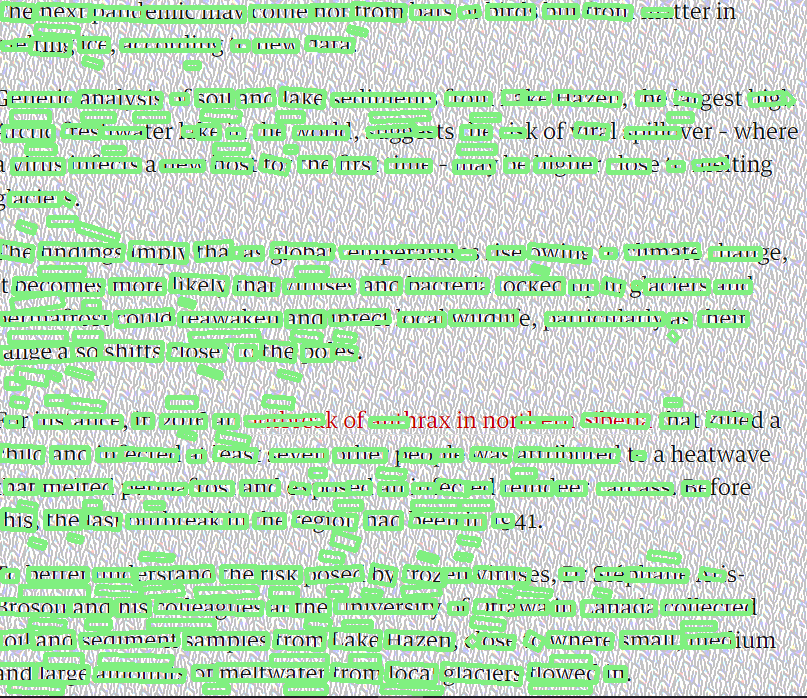 The next pandemic may come not from bats or birds but from matter in
melting ice, according to new data.
Genetic analysis of soil and lake sediments from Lake Hazen, the largest high
Arctic freshwater lake in the world, suggests the risk of viral spillover - where
a virus infects a new host for the first time - may be higher close to melting
glaciers.
The findings imply that as global temperatures rise owing to climate change,
it becomes more likely that viruses and bacteria locked up in glaciers and
permafrost could reawaken and infect local wildlife, particularly as their
range also shifts closer to the poles.
For instance, in 2016 an outbreak of anthrax in northern Siberia that killed a
child and infected at least seven other people was attributed to a heatwave
that melted permafrost and exposed an infected reindeer carcass. Before
this, the last outbreak in the region had been in 1941.
To better understand the risk posed by frozen viruses, Dr Stéphane Aris-
Brosou and his colleagues at the University of Ottawa in Canada collected
soil and sediment samples from Lake Hazen, close to where small, medium
and large amounts of meltwater from local glaciers flowed in.